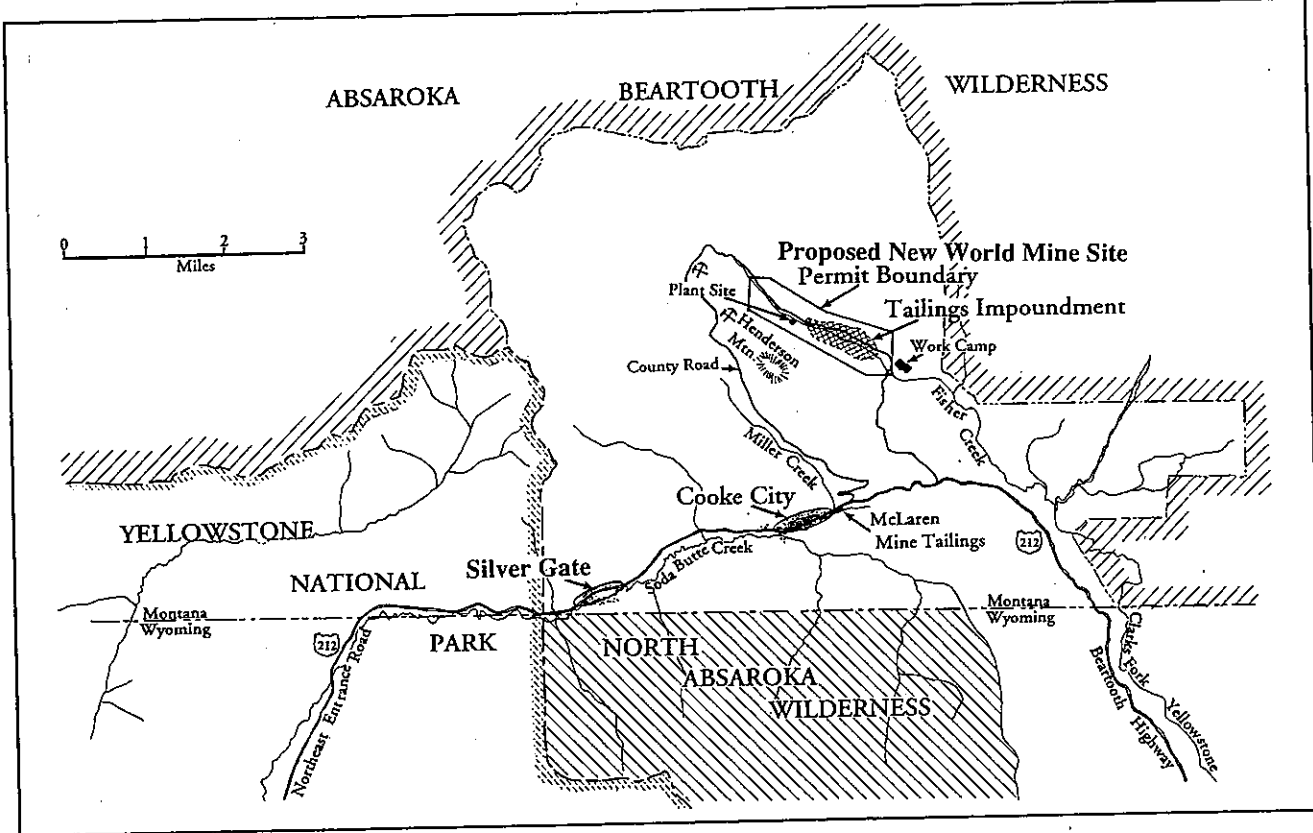 ABSAROKA
BEARTOOTH
WILDERNESS
0 1 2 3
Miles
Proposed New World Mine Site
Permit Boundary
Plant Site
Tailings Impoundment
Henderson
Mtn.
Work Camp
County Road
Fisher Creek
Miller Creek
Cooke City
McLaren
Mine Tailings
YELLOWSTONE
212
Silver Gate
Soda Butte Creek
NATIONAL
Montana
Wyoming
Montana
Wyoming
212
PARK
NORTH
ABSAROKA
WILDERNESS
Northeast Entrance Road
Clarks Fork
Yellowstone
Beartooth
Highway